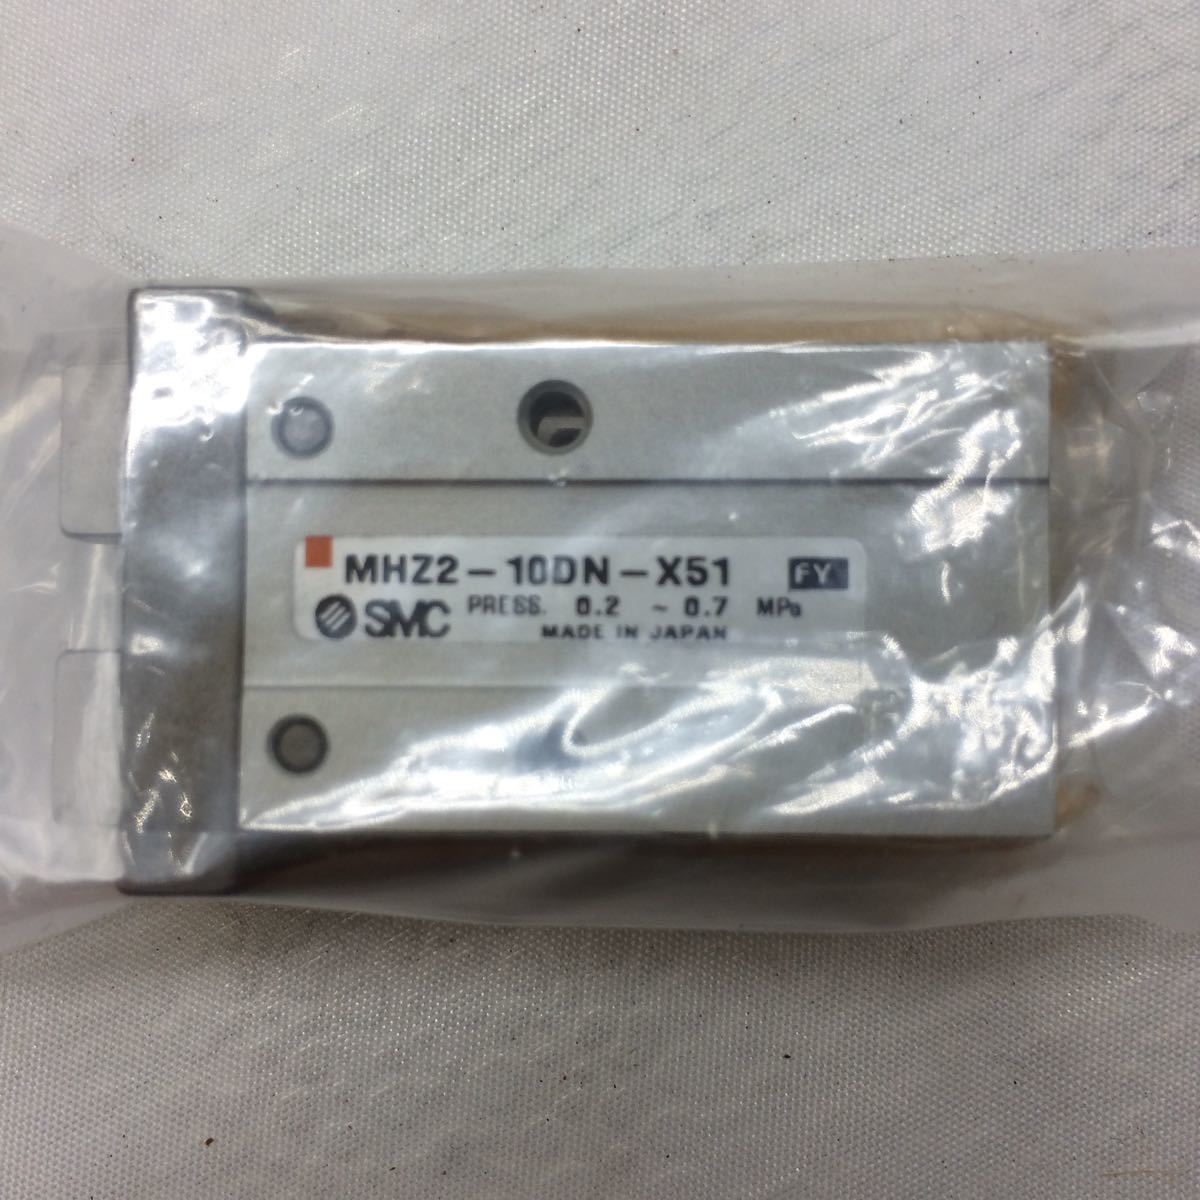 MHZ2-10DN-X51 FY
SMC PRESS. 0.2 ~ 0.7 MPa
MADE IN JAPAN